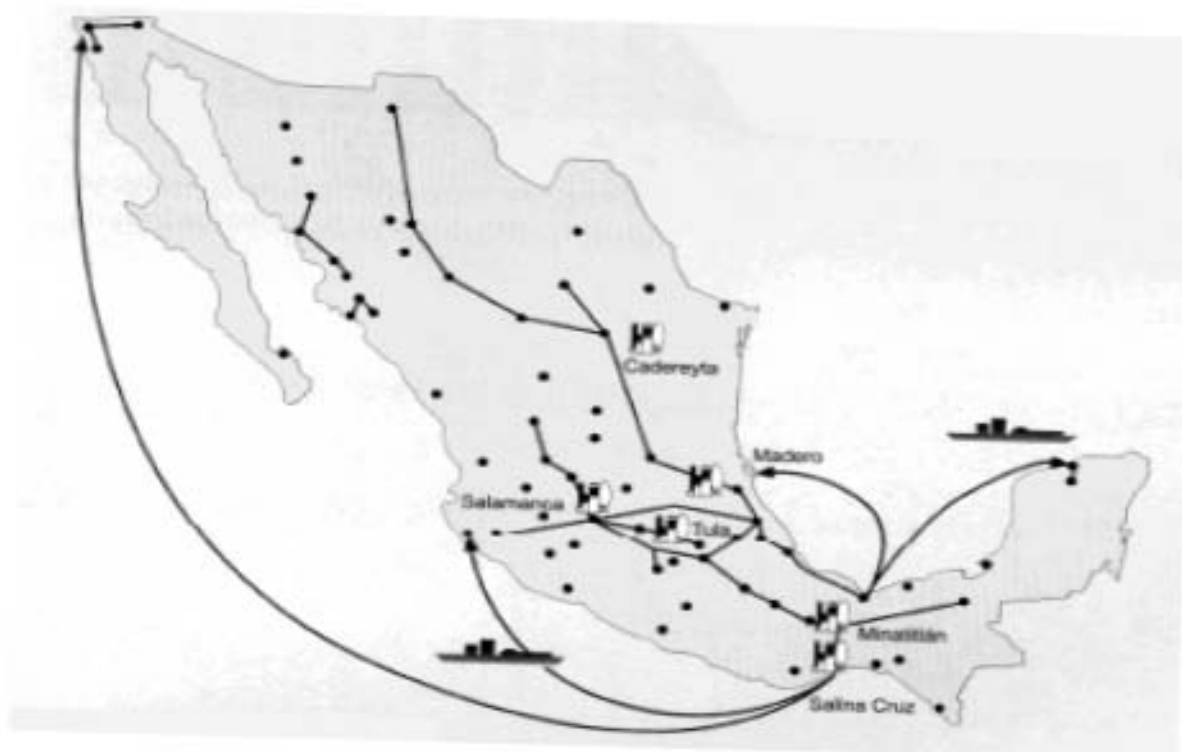 Cadereyta
Madero
Salamanca
Tula
Minatitlán
Salina Cruz